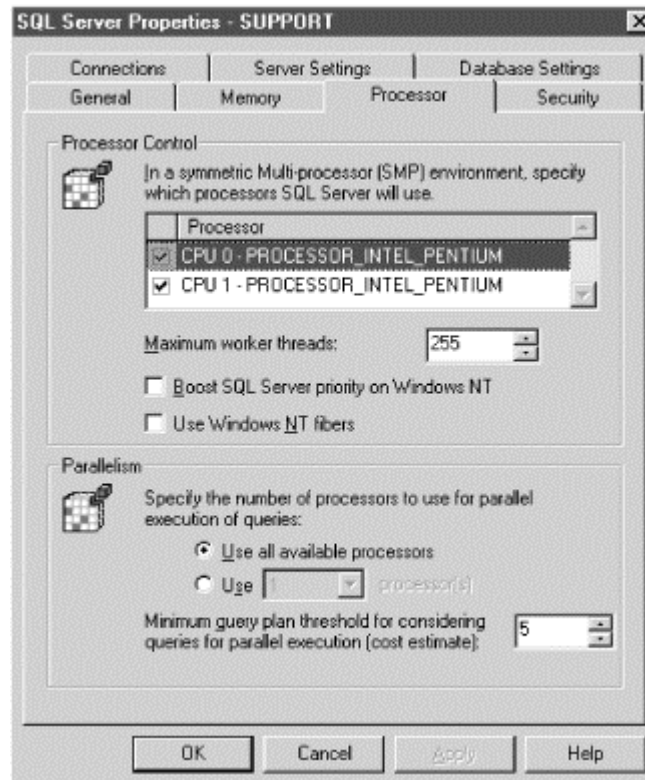 SQL Server Properties - SUPPORT
Connections Server Settings Database Settings
General Memory Processor Security
Processor Control
In a symmetric Multi-processor (SMP) environment, specify
which processors SQL Server will use.
Processor
CPU 0 - PROCESSOR_INTEL_PENTIUM
CPU 1 - PROCESSOR_INTEL_PENTIUM
Maximum worker threads: 255
Boost SQL Server priority on Windows NT
Use Windows NT fibers
Parallelism
Specify the number of processors to use for parallel
execution of queries:
Use all available processors
Use 1 processor(s)
Minimum query plan threshold for considering
queries for parallel execution (cost estimate): 5
OK Cancel Apply Help